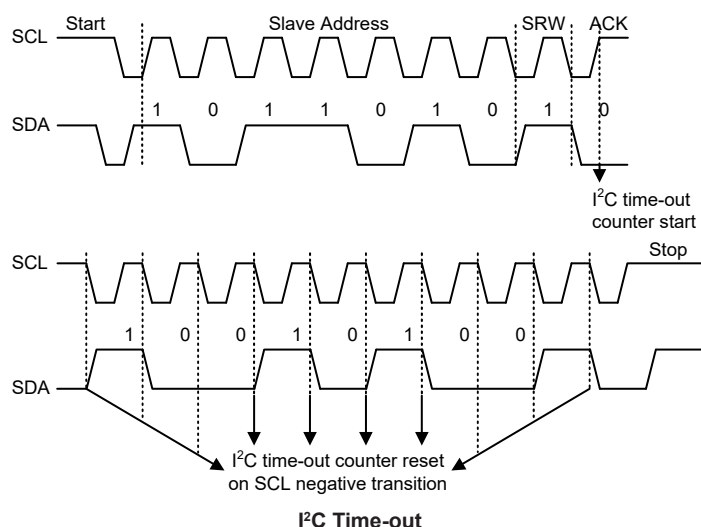 Start Slave Address SRW ACK
SCL
1 0 1 1 0 1 0 1 0
SDA
I²C time-out
counter start
Stop
SCL
1 0 0 1 0 1 0 0
SDA
I²C time-out counter reset
on SCL negative transition
I²C Time-out